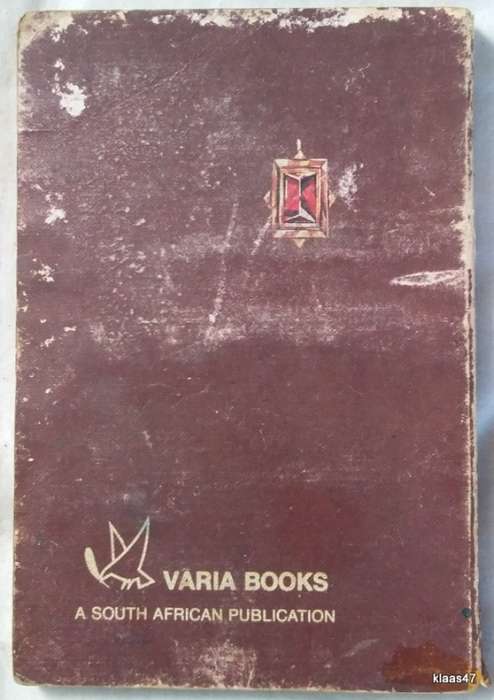 VARIA BOOKS
A SOUTH AFRICAN PUBLICATION
klaas47